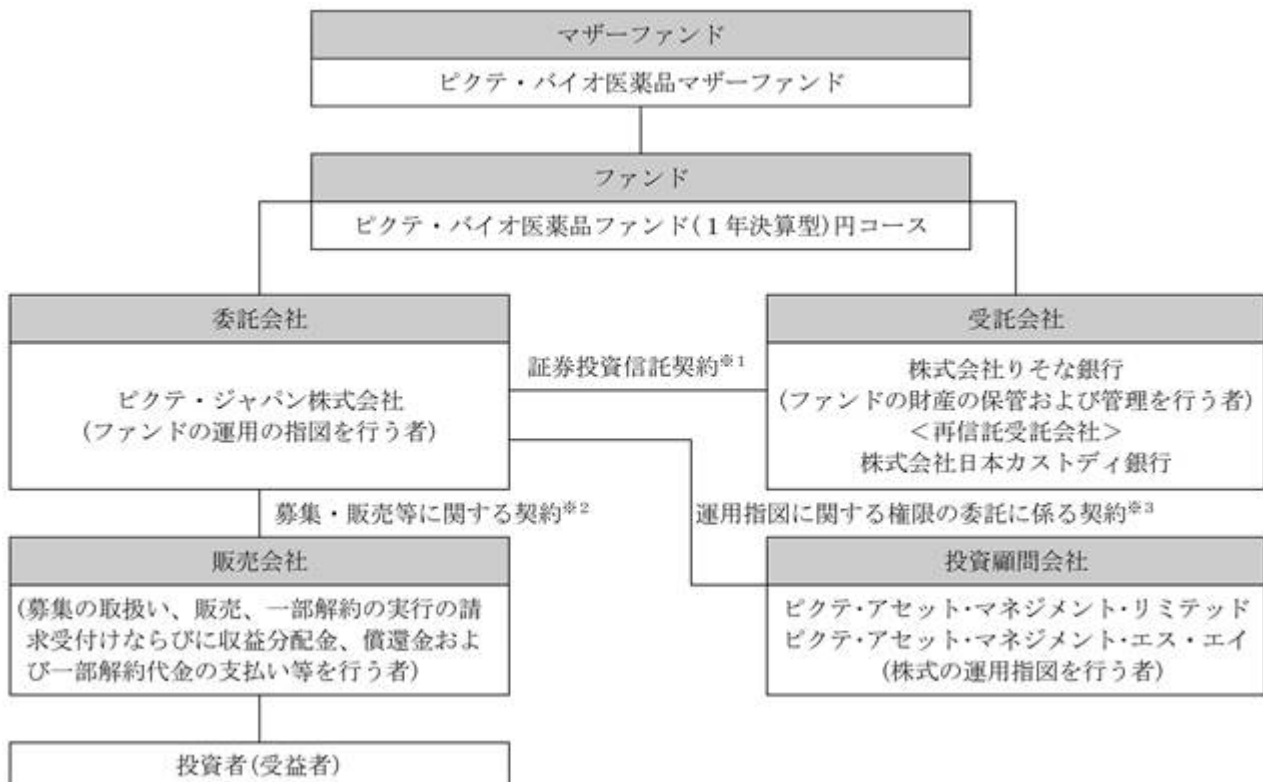 マザーファンド
ピクテ・バイオ医薬品マザーファンド
ファンド
ピクテ・バイオ医薬品ファンド(１年決算型)円コース
委託会社
ピクテ・ジャパン株式会社
(ファンドの運用の指図を行う者)
証券投資信託契約※1
受託会社
株式会社りそな銀行
(ファンドの財産の保管および管理を行う者)
＜再信託受託会社＞
株式会社日本カストディ銀行
募集・販売等に関する契約※2
運用指図に関する権限の委託に係る契約※3
販売会社
(募集の取扱い、販売、一部解約の実行の請
求受付けならびに収益分配金、償還金およ
び一部解約代金の支払い等を行う者)
投資顧問会社
ピクテ・アセット・マネジメント・リミテッド
ピクテ・アセット・マネジメント・エス・エイ
(株式の運用指図を行う者)
投資者(受益者)